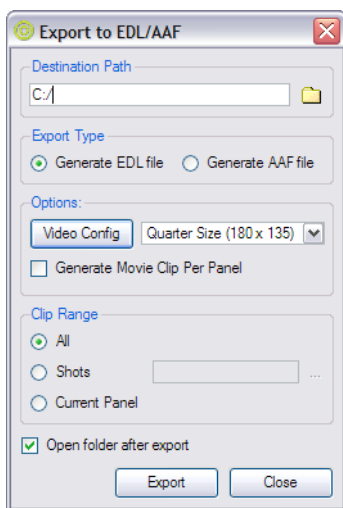 Export to EDL/AAF
Destination Path
C:/
Export Type
Generate EDL file Generate AAF file
Options:
Video Config Quarter Size (180 x 135)
Generate Movie Clip Per Panel
Clip Range
All
Shots ...
Current Panel
Open folder after export
Export Close